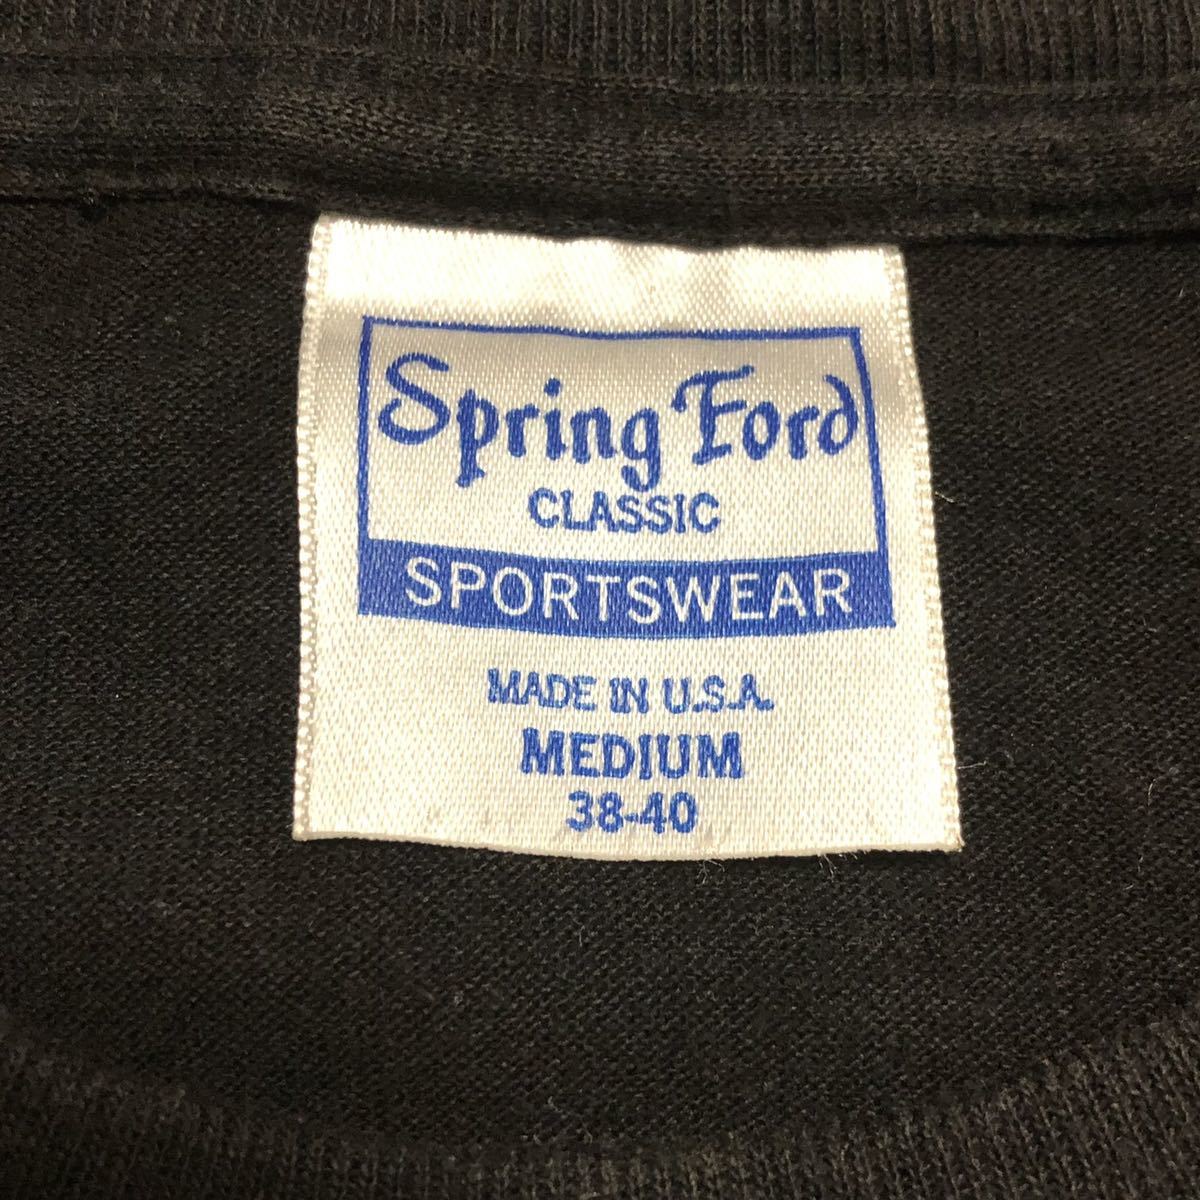 Spring Ford
CLASSIC
SPORTSWEAR
MADE IN U.S.A.
MEDIUM
38-40